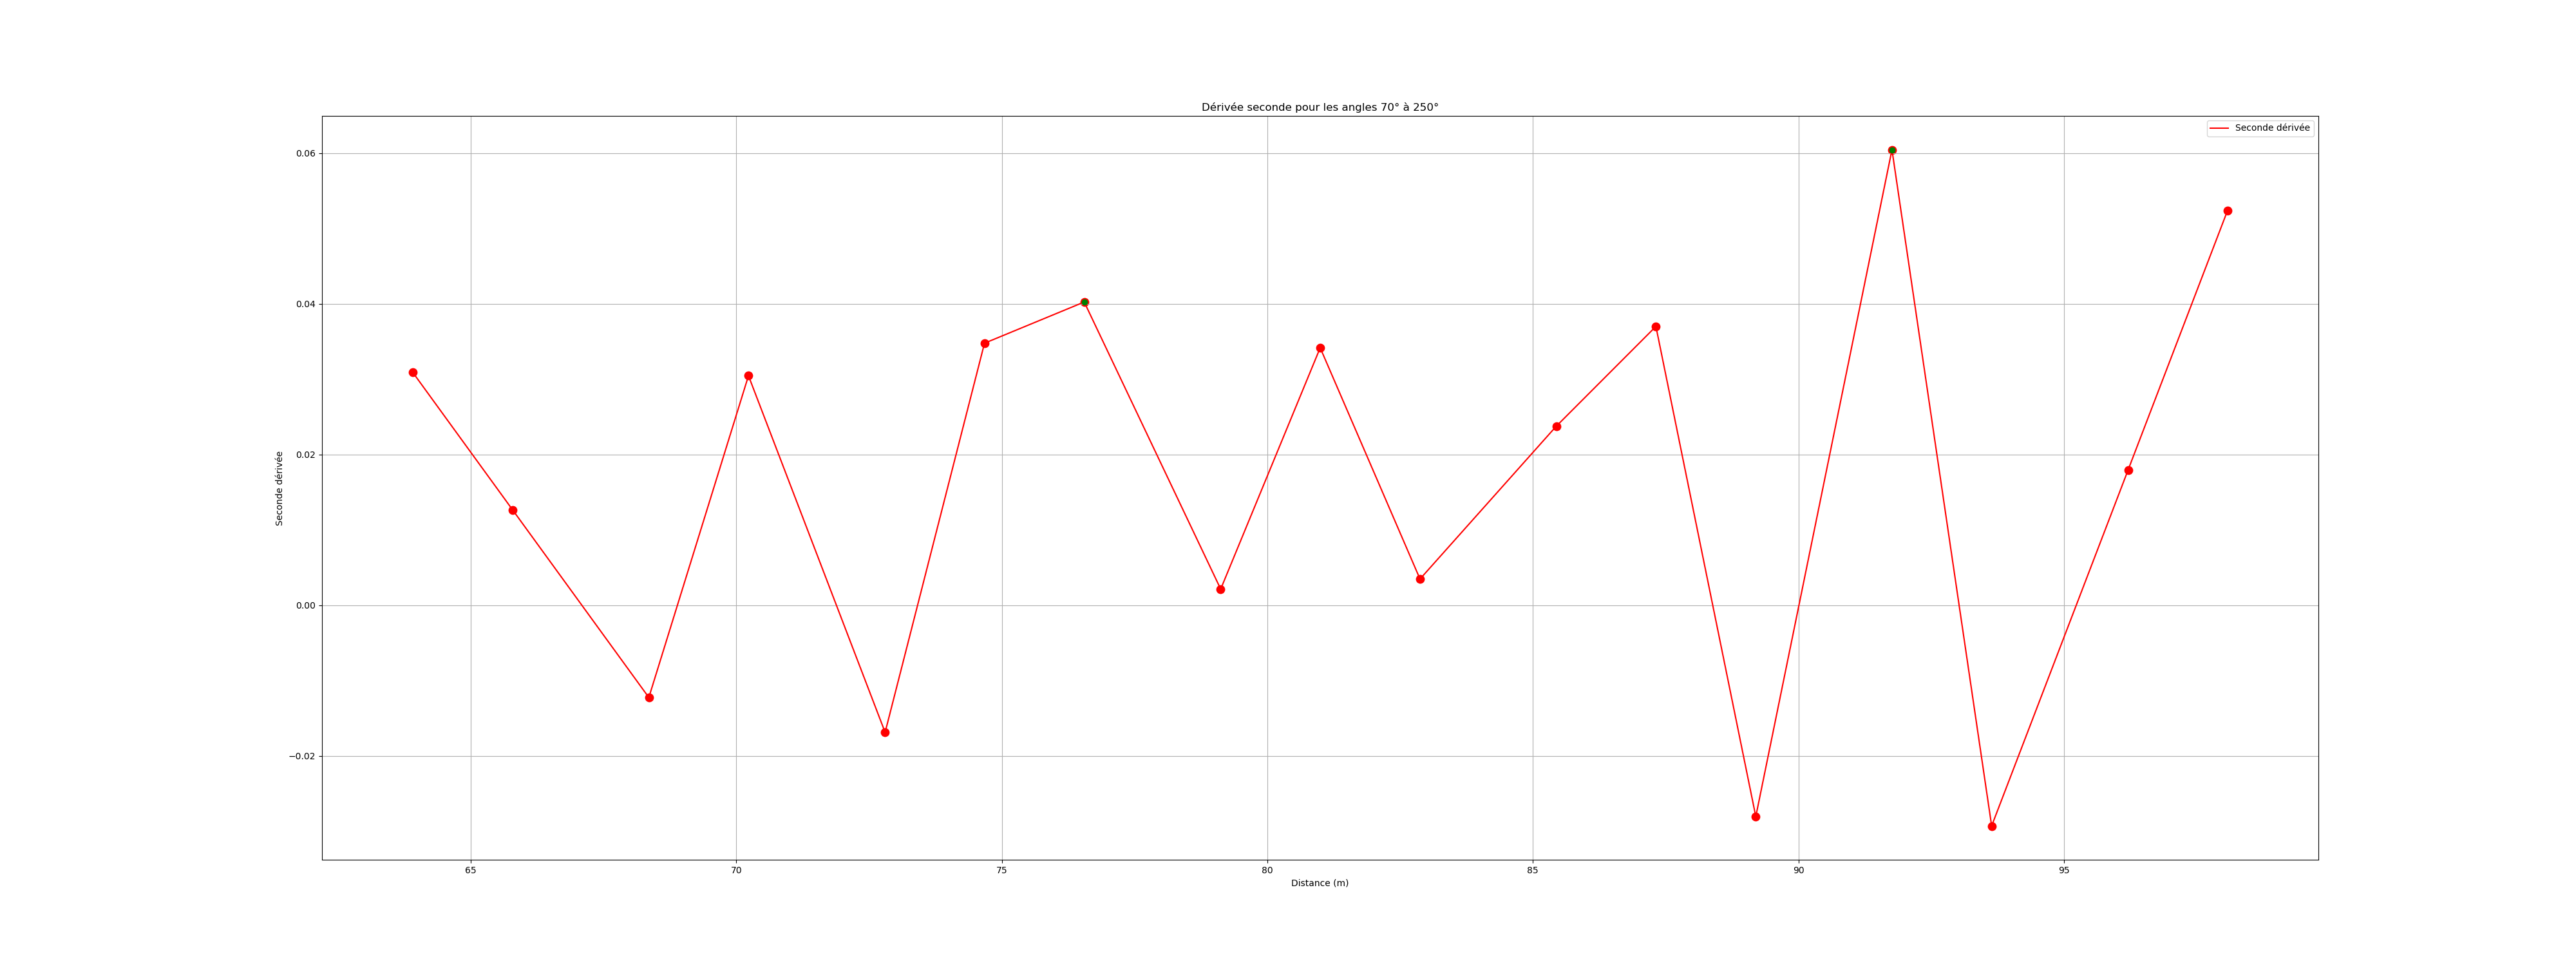 Dérivée seconde pour les angles 70° à 250°
Seconde dérivée
0.06
0.04
0.02
0.00
−0.02
Seconde dérivée
65 70 75 80 85 90 95
Distance (m)